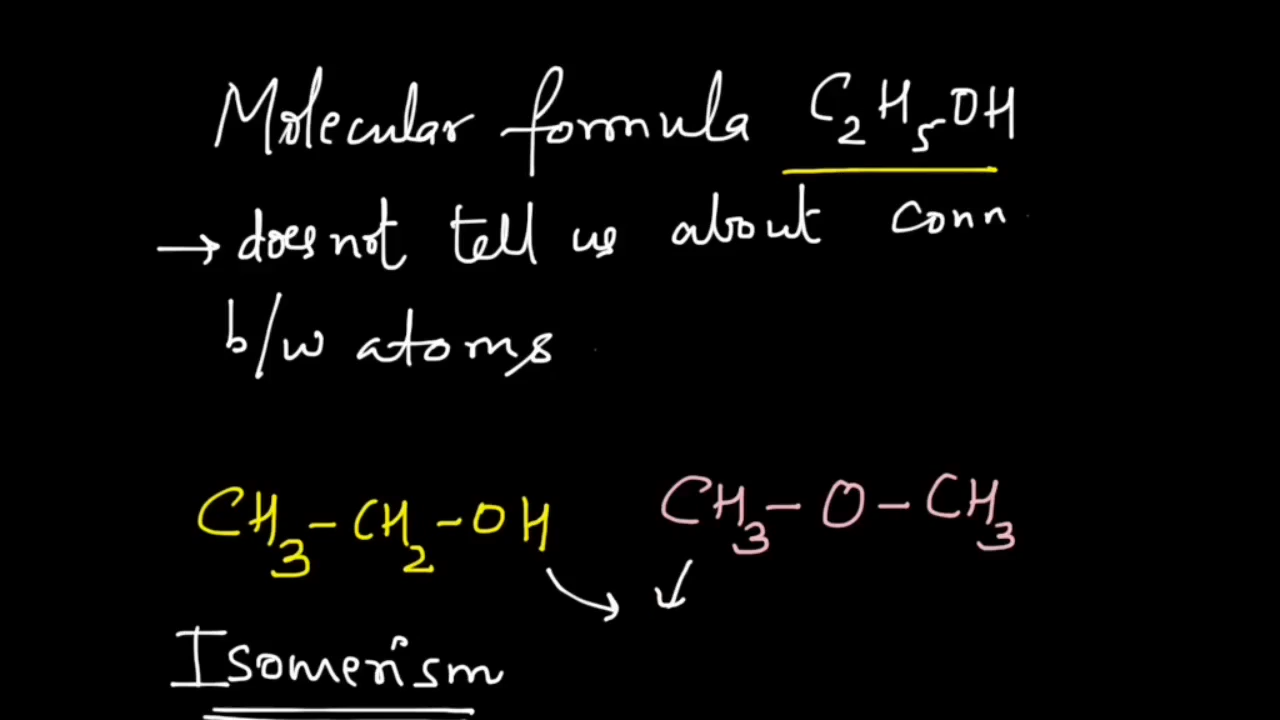 Molecular formula C₂H₅OH
→ does not tell us about conn
b/w atoms
CH₃ - CH₂ - OH CH₃ - O - CH₃
Isomerism